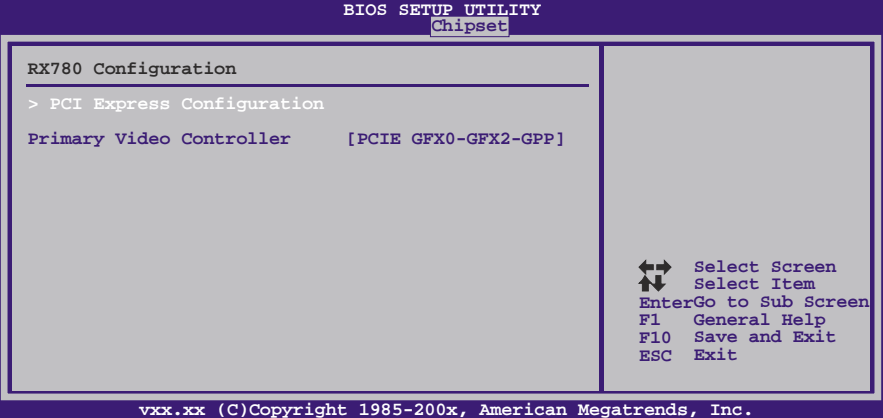 BIOS SETUP UTILITY
Chipset
RX780 Configuration
> PCI Express Configuration
Primary Video Controller [PCIE GFX0-GFX2-GPP]
Select Screen
Select Item
EnterGo to Sub Screen
F1 General Help
F10 Save and Exit
ESC Exit
vxx.xx (C)Copyright 1985-200x, American Megatrends, Inc.